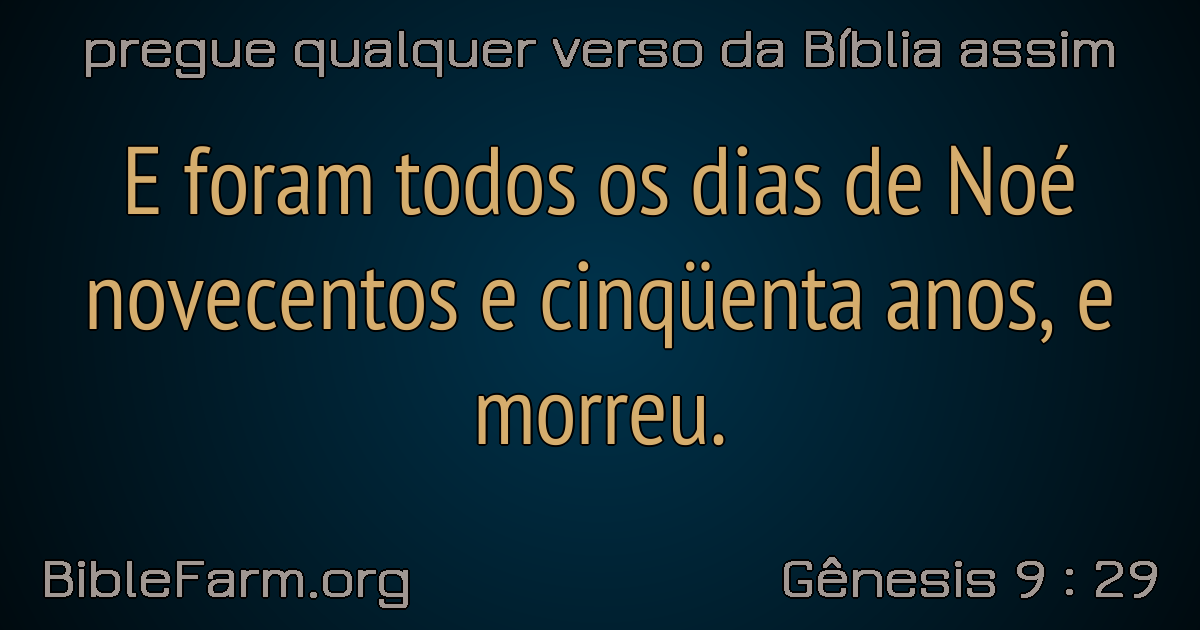 pregue qualquer verso da Bíblia assim
E foram todos os dias de Noé
novecentos e cinqüenta anos, e
morreu.
BibleFarm.org
Gênesis 9 : 29